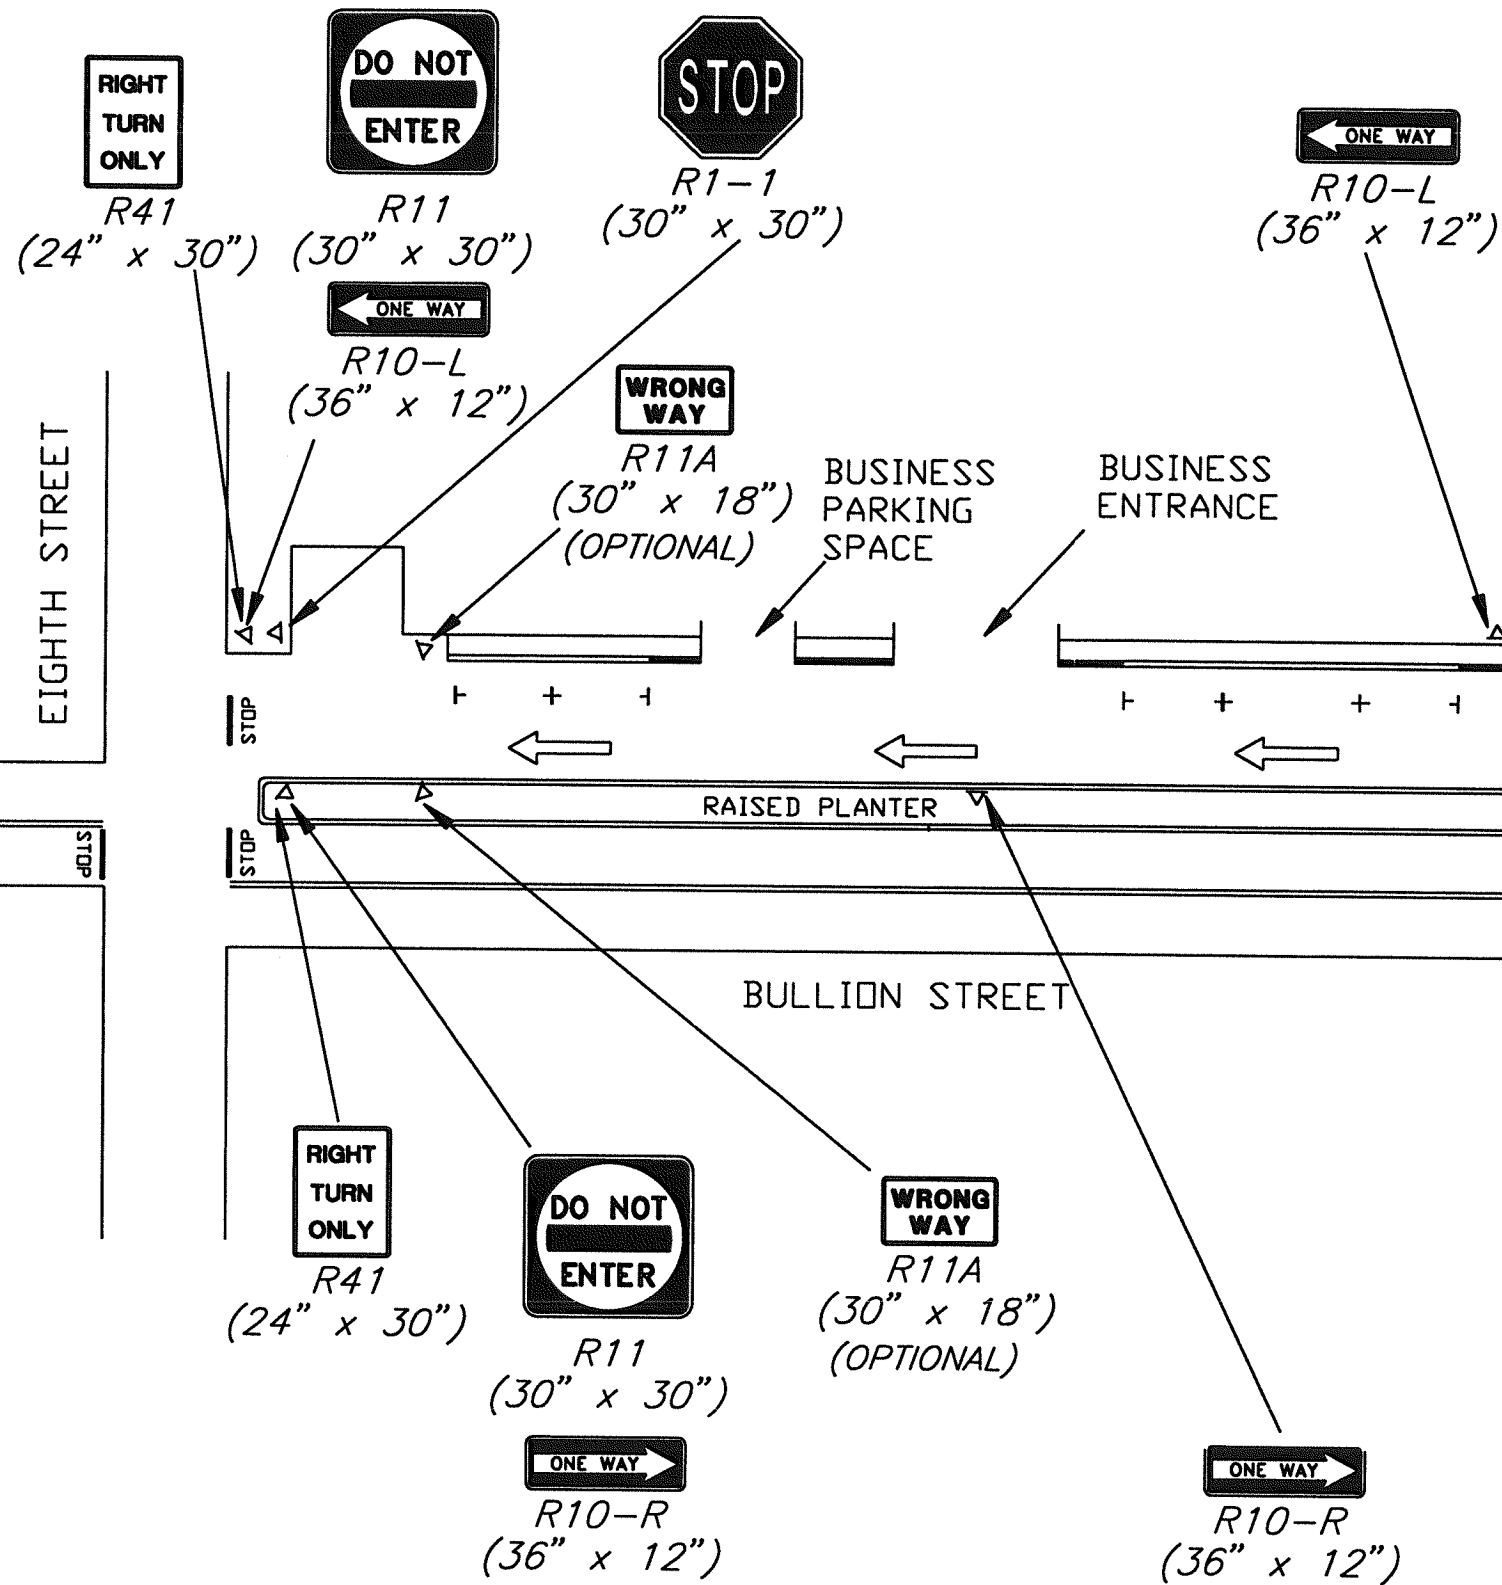 RIGHT
TURN
ONLY
R41
(24" x 30")
DO NOT
ENTER
R11
(30" x 30")
ONE WAY
R10-L
(36" x 12")
STOP
R1-1
(30" x 30")
ONE WAY
R10-L
(36" x 12")
WRONG
WAY
R11A
(30" x 18")
(OPTIONAL)
BUSINESS
PARKING
SPACE
BUSINESS
ENTRANCE
EIGHTH STREET
STOP
RAISED PLANTER
STOP
STOP
BULLION STREET
RIGHT
TURN
ONLY
R41
(24" x 30")
DO NOT
ENTER
R11
(30" x 30")
ONE WAY
R10-R
(36" x 12")
WRONG
WAY
R11A
(30" x 18")
(OPTIONAL)
ONE WAY
R10-R
(36" x 12")